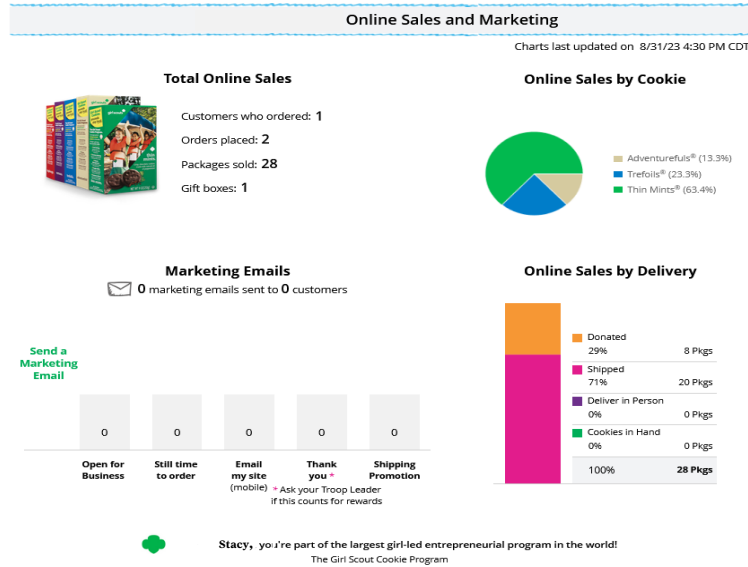 Online Sales and Marketing
Charts last updated on 8/31/23 4:30 PM CDT
Total Online Sales
Customers who ordered: 1
Orders placed: 2
Packages sold: 28
Gift boxes: 1
Online Sales by Cookie
Adventurefuls® (13.3%)
Trefoils® (23.3%)
Thin Mints® (63.4%)
Marketing Emails
0 marketing emails sent to 0 customers
Send a
Marketing
Email
0 0 0 0 0
Open for Business
Still time to order
Email my site (mobile)
Thank you *
Shipping Promotion
* Ask your Troop Leader
if this counts for rewards
Online Sales by Delivery
Donated
29% 8 Pkgs
Shipped
71% 20 Pkgs
Deliver in Person
0% 0 Pkgs
Cookies in Hand
0% 0 Pkgs
100% 28 Pkgs
Stacy, you're part of the largest girl-led entrepreneurial program in the world!
The Girl Scout Cookie Program